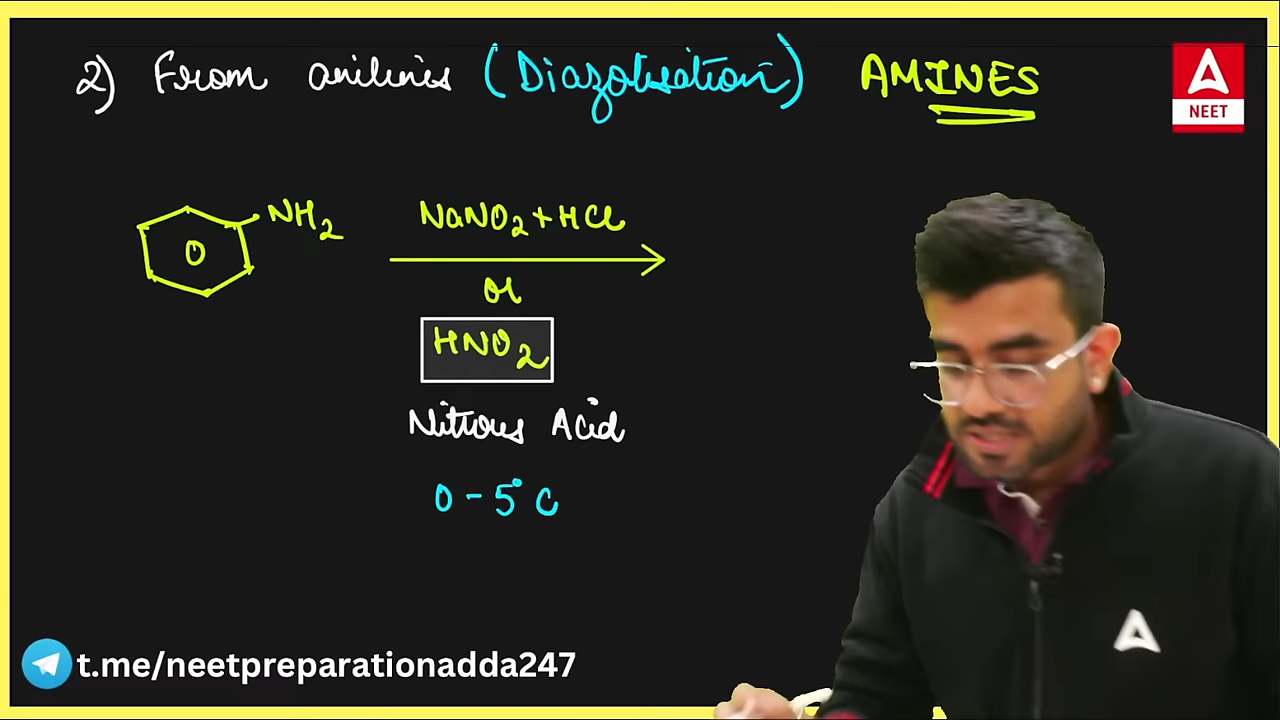 2) From anilines (Diazotisation) AMINES
NEET
NH2
NaNO2 + HCl
or
HNO2
Nitrous Acid
0 - 5° C
t.me/neetpreparationadda247